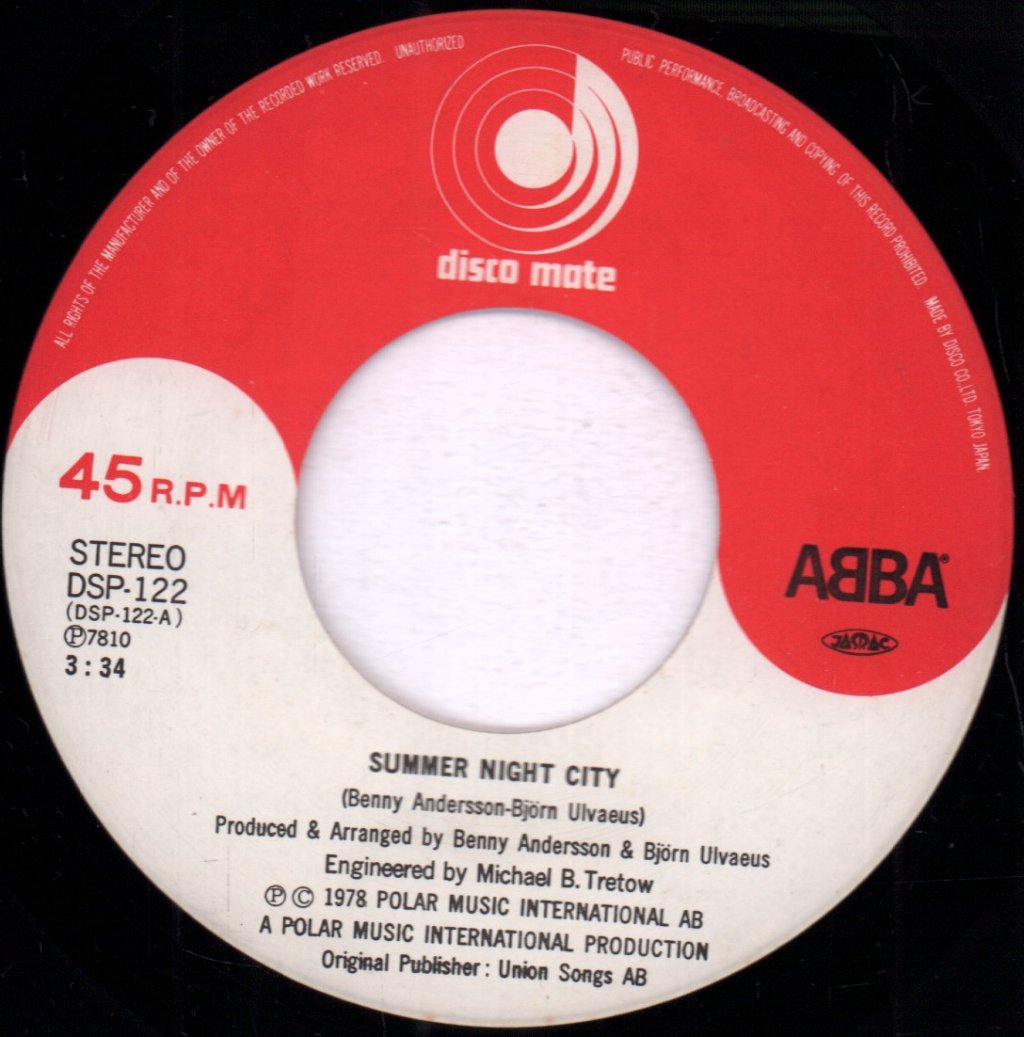 ALL RIGHTS OF THE MANUFACTURER AND OF THE OWNER OF THE RECORDED WORK RESERVED. UNAUTHORIZED
PUBLIC PERFORMANCE, BROADCASTING AND COPYING OF THIS RECORD PROHIBITED. MADE BY DISCO CO., LTD. TOKYO JAPAN.
disco mate
45 R.P.M
STEREO
DSP-122
(DSP-122-A)
Ⓟ7810
3:34
ABBA®
JASRAC
SUMMER NIGHT CITY
(Benny Andersson-Björn Ulvaeus)
Produced & Arranged by Benny Andersson & Björn Ulvaeus
Engineered by Michael B. Tretow
Ⓟ © 1978 POLAR MUSIC INTERNATIONAL AB
A POLAR MUSIC INTERNATIONAL PRODUCTION
Original Publisher: Union Songs AB